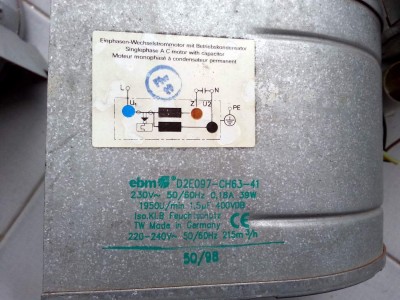 Einphasen-Wechselstrommotor mit Betriebskondensator
Singlephase A.C motor with capacitor
Moteur monophasé à condensateur permanent
L N
U1 Z U2 PE
ebm D2E097-CH63-41
230V~ 50/60Hz 0,18A 39W
1950U/min 1,5µF 400VDB
Iso.Kl.B Feuchtschutz
TW Made in Germany CE
220-240V~ 50/60Hz 215m³/h
50/98